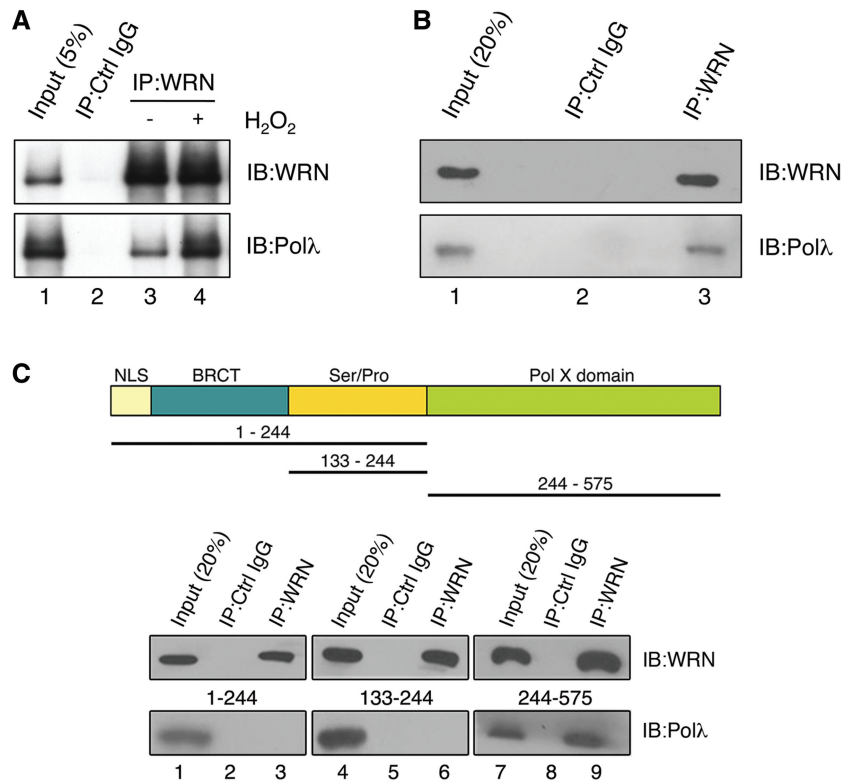 A
Input (5%)
IP:Ctrl IgG
IP:WRN
- + H₂O₂
IB:WRN
IB:Polλ
1 2 3 4
B
Input (20%)
IP:Ctrl IgG
IP:WRN
IB:WRN
IB:Polλ
1 2 3
C
NLS BRCT Ser/Pro Pol X domain
1 - 244
133 - 244
244 - 575
Input (20%) IP:Ctrl IgG IP:WRN Input (20%) IP:Ctrl IgG IP:WRN Input (20%) IP:Ctrl IgG IP:WRN
IB:WRN
1-244 133-244 244-575
IB:Polλ
1 2 3 4 5 6 7 8 9